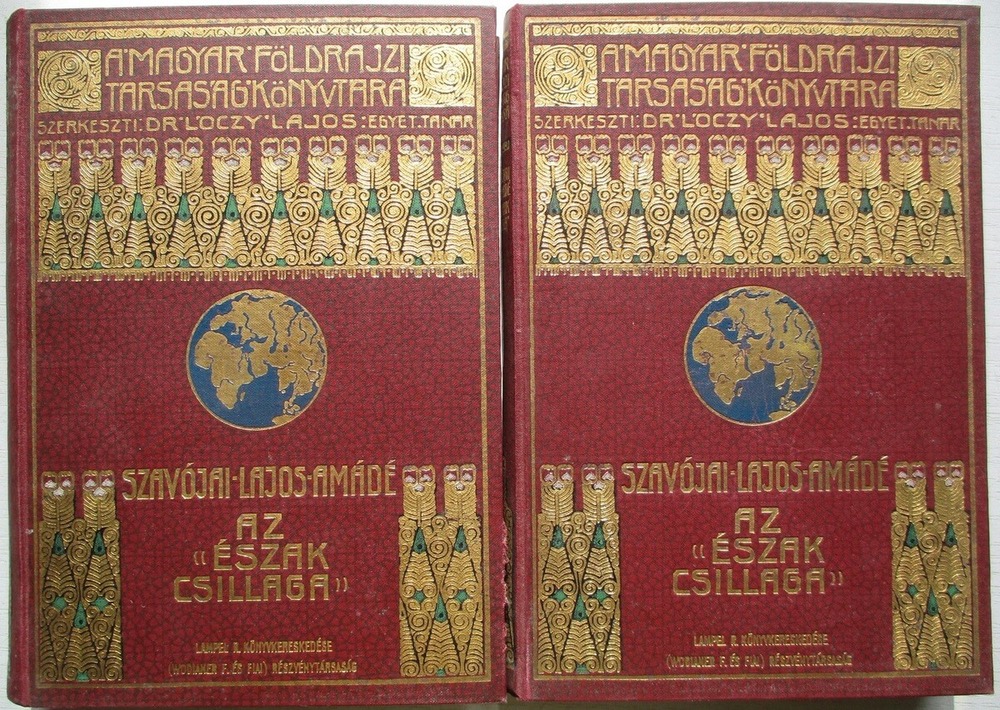 A MAGYAR FÖLDRAJZI
TÁRSASÁG KÖNYVTÁRA
SZERKESZTI: DR LÓCZY LAJOS: EGYET. TANÁR
SZAVÓJAI-LAJOS-AMÁDÉ
AZ
"ÉSZAK
CSILLAGA"
LAMPEL R. KÖNYVKERESKEDÉSE
(WODIANER F. ÉS FIAI) RÉSZVÉNYTÁRSASÁG
A MAGYAR FÖLDRAJZI
TÁRSASÁG KÖNYVTÁRA
SZERKESZTI: DR LÓCZY LAJOS: EGYET. TANÁR
SZAVÓJAI-LAJOS-AMÁDÉ
AZ
"ÉSZAK
CSILLAGA"
LAMPEL R. KÖNYVKERESKEDÉSE
(WODIANER F. ÉS FIAI) RÉSZVÉNYTÁRSASÁG